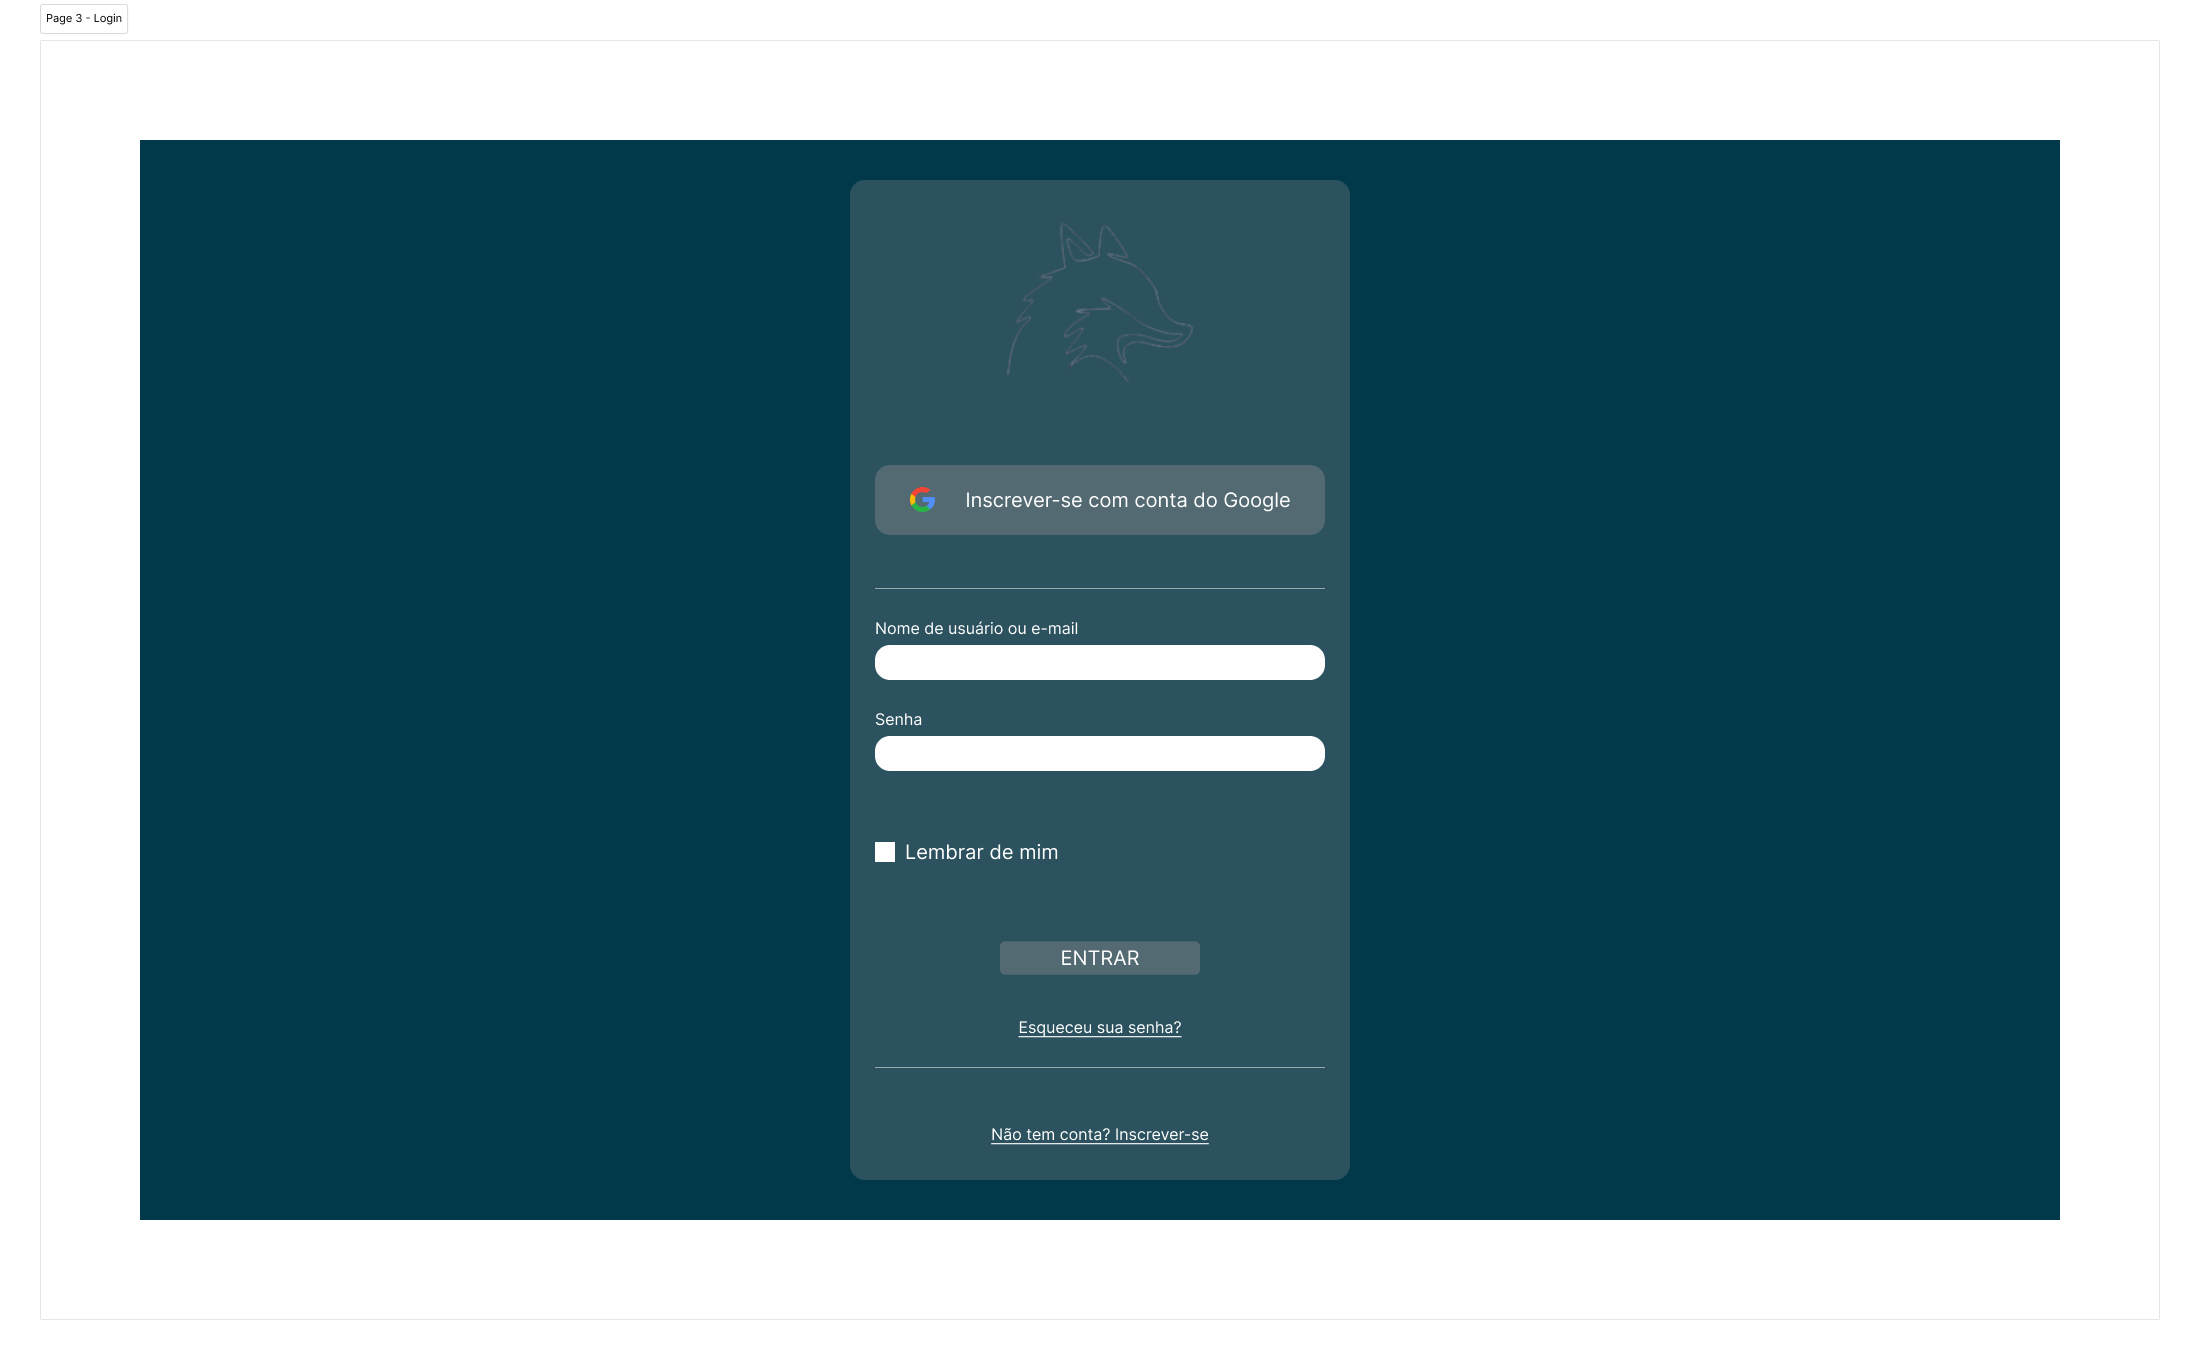 Page 3 - Login
Inscrever-se com conta do Google
Nome de usuário ou e-mail
Senha
Lembrar de mim
ENTRAR
Esqueceu sua senha?
Não tem conta? Inscrever-se